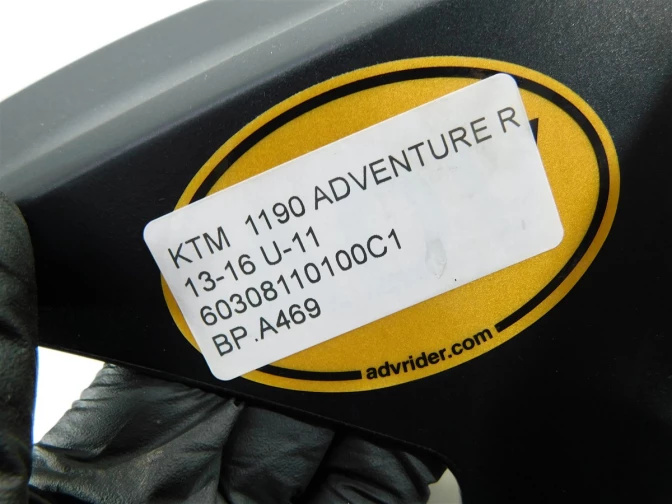 KTM 1190 ADVENTURE R
13-16 U-11
60308110100C1
BP.A469
advrider.com